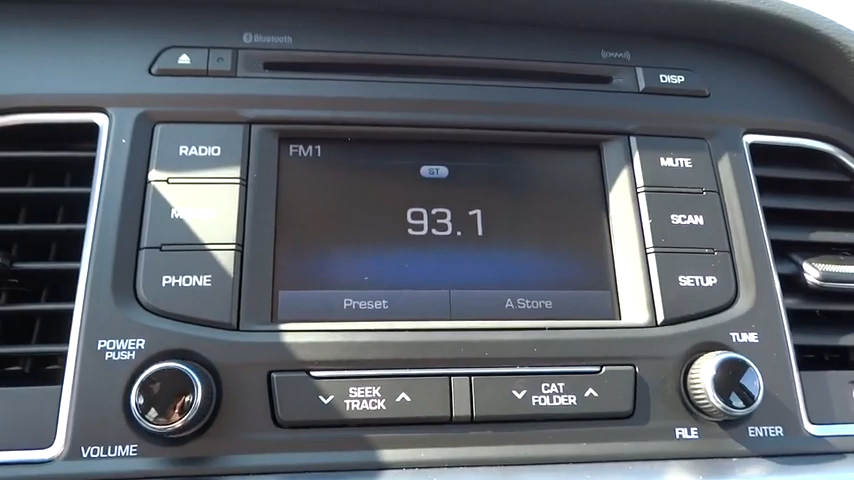 Bluetooth
DISP
RADIO
FM1
ST
MUTE
93.1
SCAN
PHONE
SETUP
Preset
A.Store
POWER
PUSH
TUNE
SEEK
TRACK
CAT
FOLDER
VOLUME
FILE
ENTER